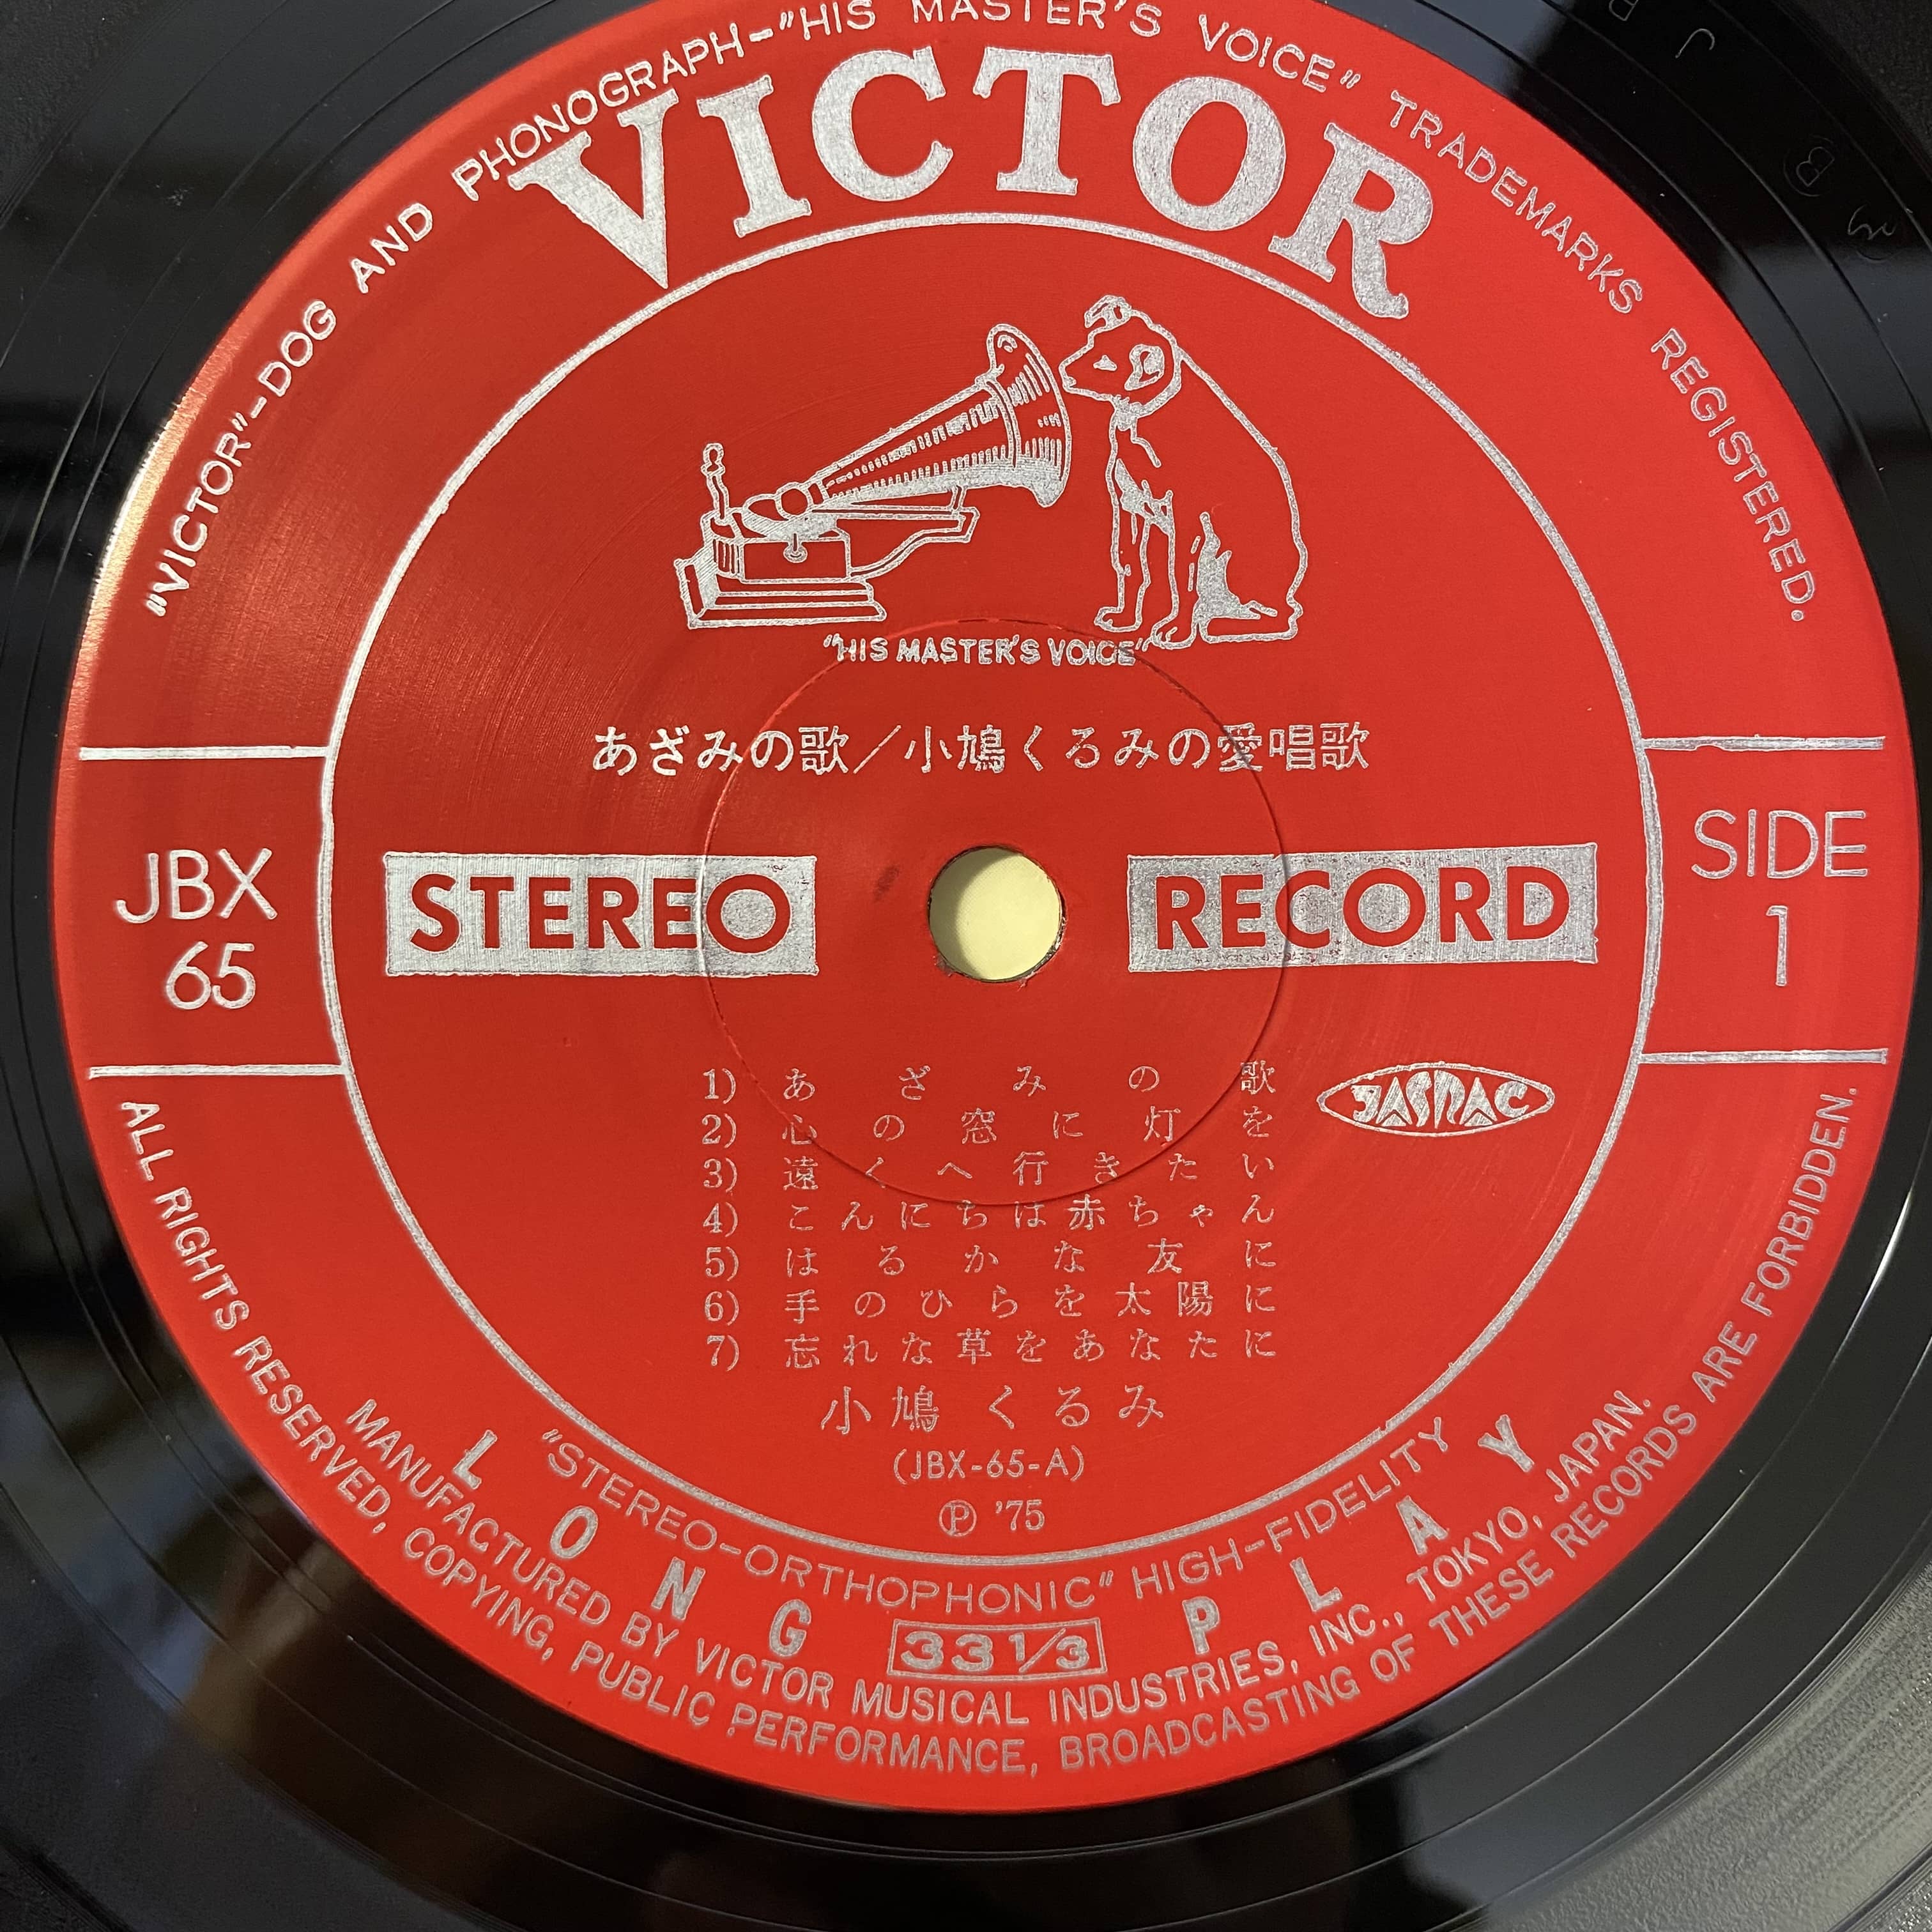 "VICTOR"-DOG AND PHONOGRAPH-"HIS MASTER'S VOICE" TRADEMARKS REGISTERED.
VICTOR
"HIS MASTER'S VOICE"
あざみの歌／小鳩くるみの愛唱歌
JBX
65
STEREO
RECORD
SIDE
1
1) あざみの歌
2) 心の窓に灯を
3) 遠くへ行きたい
4) こんにちは赤ちゃん
5) はるかな友に
6) 手のひらを太陽に
7) 忘れな草をあなたに
JASRAC
小鳩 くるみ
(JBX-65-A)
Ⓟ '75
"STEREO-ORTHOPHONIC" HIGH-FIDELITY
LONG 33 1/3 PLAY
MANUFACTURED BY VICTOR MUSICAL INDUSTRIES, INC., TOKYO, JAPAN.
ALL RIGHTS RESERVED, COPYING, PUBLIC PERFORMANCE, BROADCASTING OF THESE RECORDS ARE FORBIDDEN.